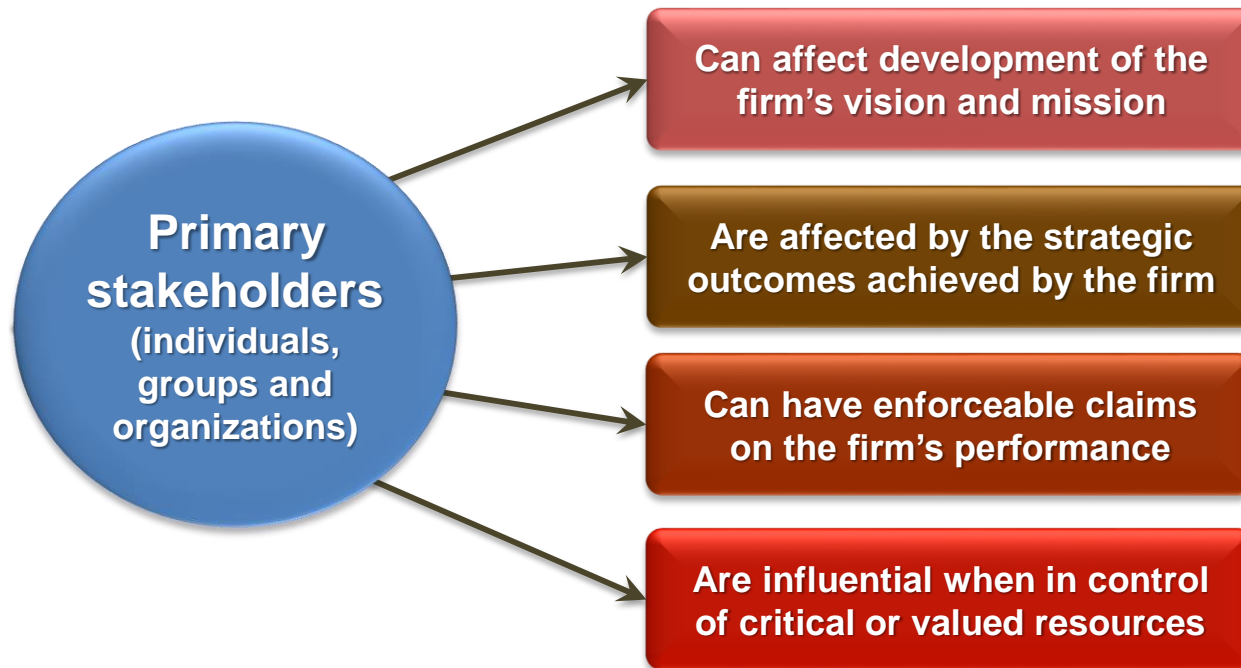 Primary
stakeholders
(individuals,
groups and
organizations)
Can affect development of the
firm’s vision and mission
Are affected by the strategic
outcomes achieved by the firm
Can have enforceable claims
on the firm’s performance
Are influential when in control
of critical or valued resources